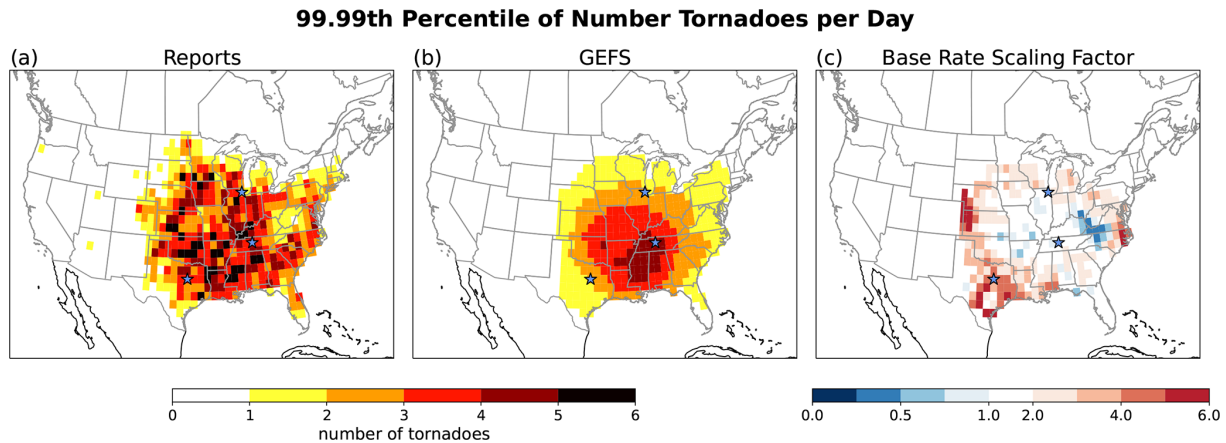 99.99th Percentile of Number Tornadoes per Day
(a) Reports
(b) GEFS
(c) Base Rate Scaling Factor
0 1 2 3 4 5 6
number of tornadoes
0.0 0.5 1.0 2.0 4.0 6.0